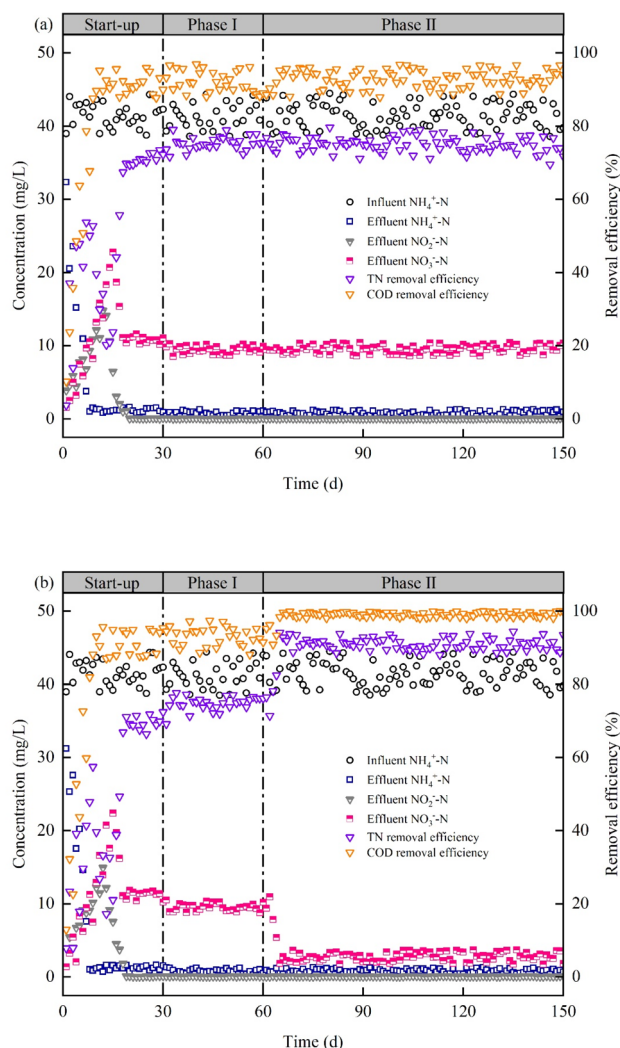 (a)
Start-up Phase I Phase II
50 100
40 80
30 60
20 40
10 20
0 0
Concentration (mg/L)
Removal efficiency (%)
Influent NH₄⁺-N
Effluent NH₄⁺-N
Effluent NO₂⁻-N
Effluent NO₃⁻-N
TN removal efficiency
COD removal efficiency
0 30 60 90 120 150
Time (d)
(b)
Start-up Phase I Phase II
50 100
40 80
30 60
20 40
10 20
0 0
Concentration (mg/L)
Removal efficiency (%)
Influent NH₄⁺-N
Effluent NH₄⁺-N
Effluent NO₂⁻-N
Effluent NO₃⁻-N
TN removal efficiency
COD removal efficiency
0 30 60 90 120 150
Time (d)